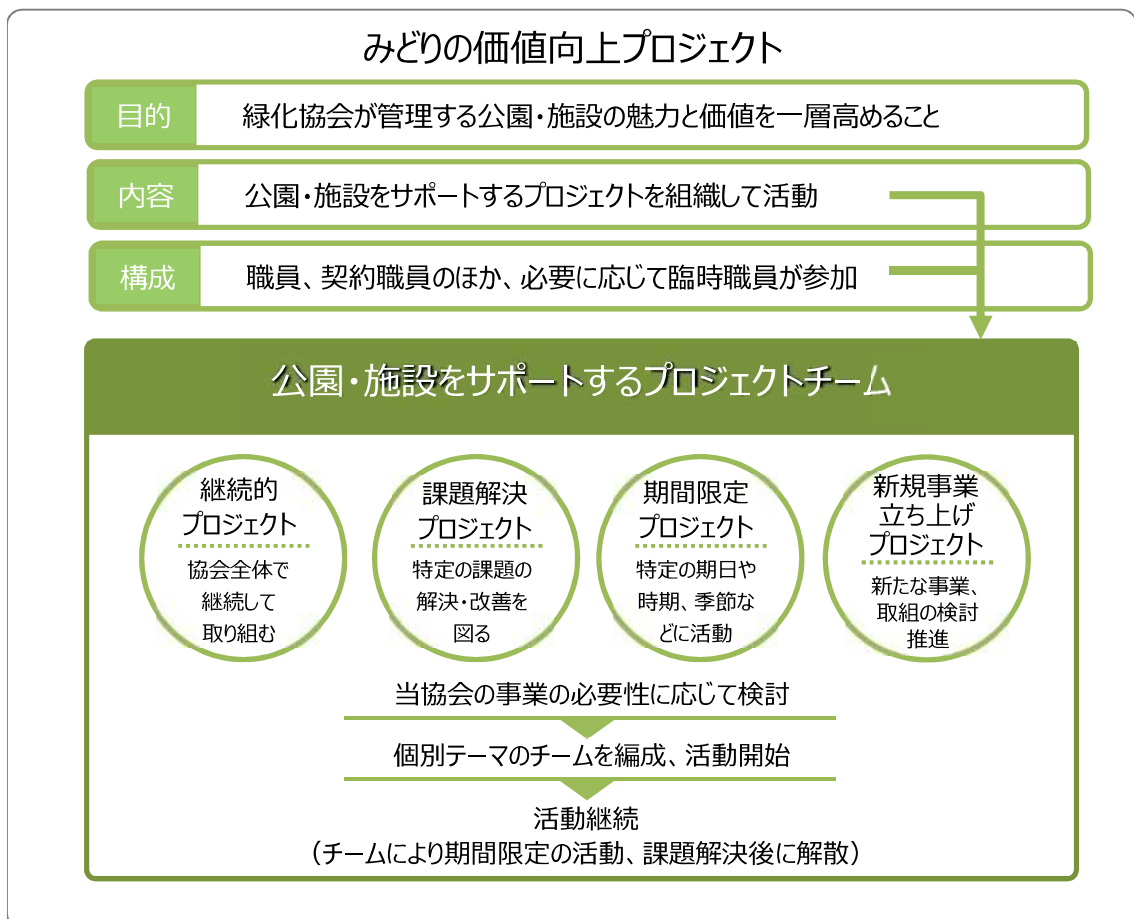 みどりの価値向上プロジェクト
目的
緑化協会が管理する公園・施設の魅力と価値を一層高めること
内容
公園・施設をサポートするプロジェクトを組織して活動
構成
職員、契約職員のほか、必要に応じて臨時職員が参加
公園・施設をサポートするプロジェクトチーム
継続的
プロジェクト
協会全体で
継続して
取り組む
課題解決
プロジェクト
特定の課題の
解決・改善を
図る
期間限定
プロジェクト
特定の期日や
時期、季節な
どに活動
新規事業
立ち上げ
プロジェクト
新たな事業、
取組の検討
推進
当協会の事業の必要性に応じて検討
個別テーマのチームを編成、活動開始
活動継続
（チームにより期間限定の活動、課題解決後に解散）